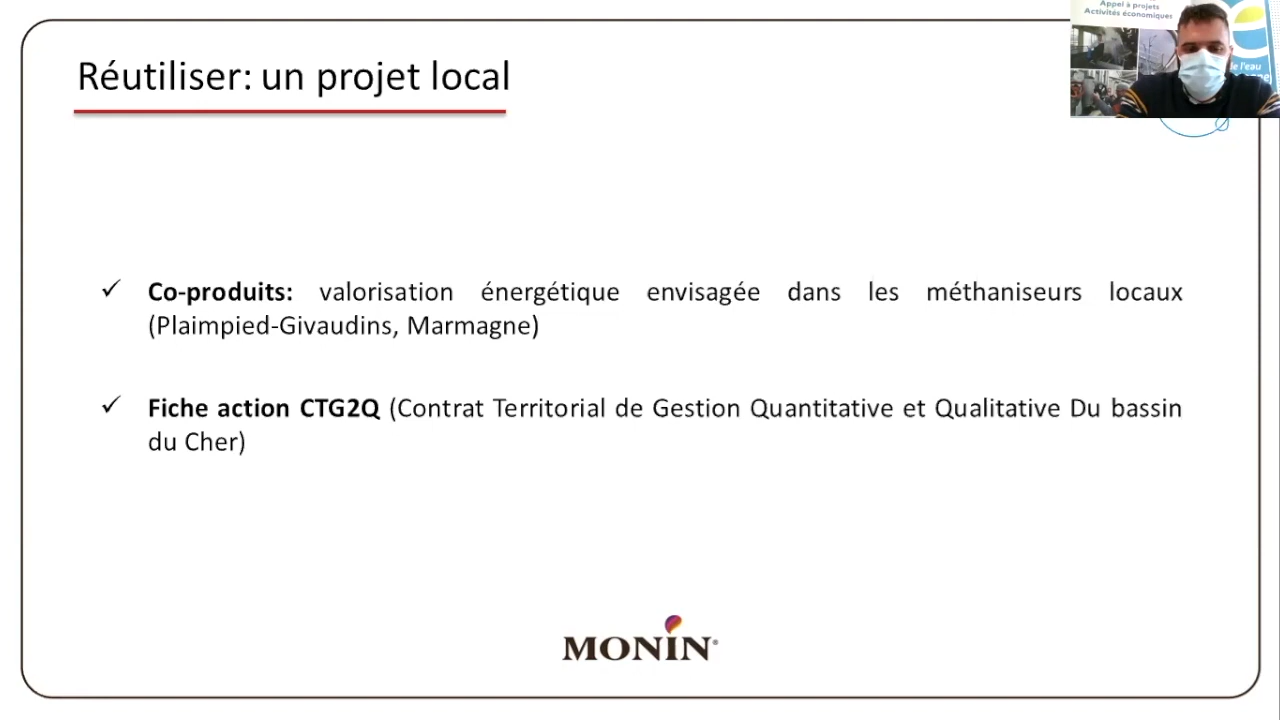 Réutiliser: un projet local
Appel à projets
Activités économiques
de l'eau
✓ Co-produits: valorisation énergétique envisagée dans les méthaniseurs locaux
(Plaimpied-Givaudins, Marmagne)
✓ Fiche action CTG2Q (Contrat Territorial de Gestion Quantitative et Qualitative Du bassin
du Cher)
MONIN®